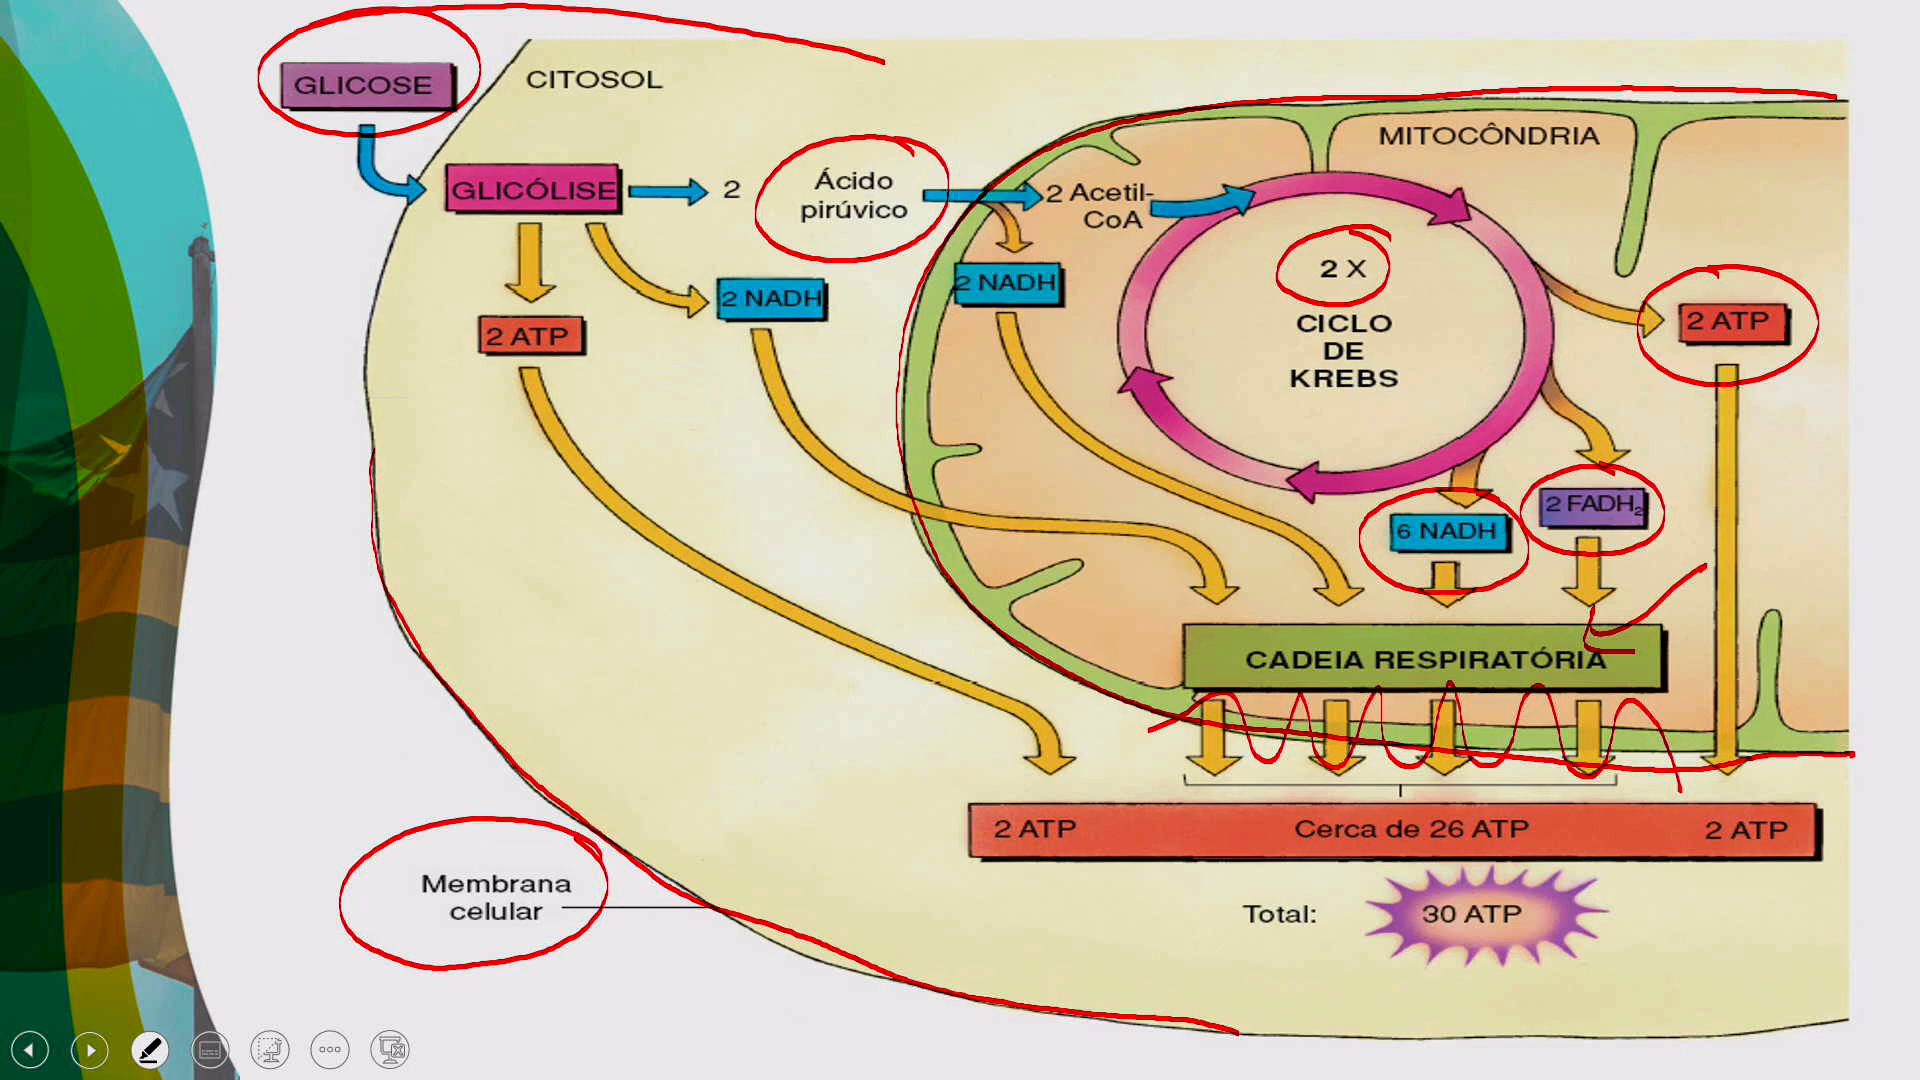 GLICOSE
CITOSOL
MITOCÔNDRIA
GLICÓLISE
2
Ácido
pirúvico
2 Acetil-
CoA
2 NADH
2 NADH
2 ATP
2 X
CICLO
DE
KREBS
2 ATP
6 NADH
2 FADH₂
CADEIA RESPIRATÓRIA
2 ATP
Cerca de 26 ATP
2 ATP
Membrana
celular
Total:
30 ATP